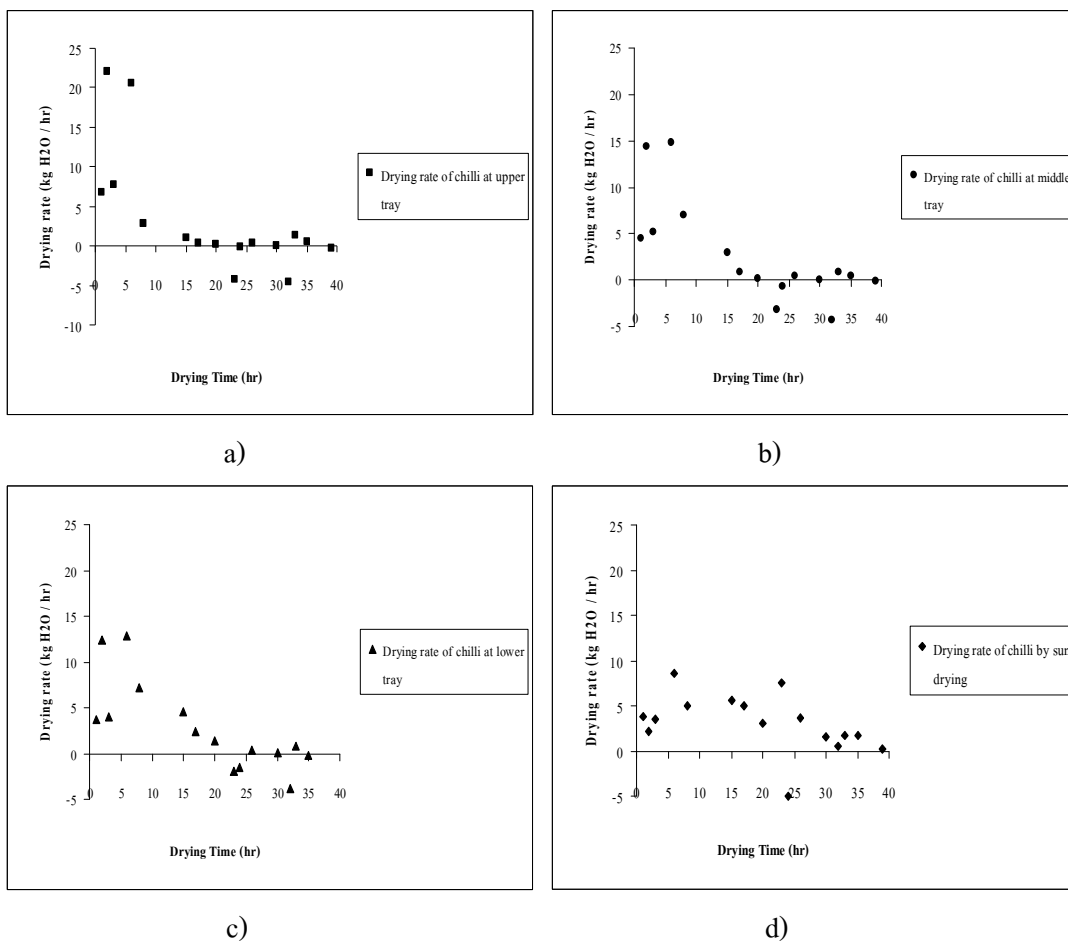 25
20
15
10
5
0
-5
-10
0 5 10 15 20 25 30 35 40
Drying rate (kg H2O / hr)
Drying Time (hr)
Drying rate of chilli at upper
tray
a)
25
20
15
10
5
0
-5
0 5 10 15 20 25 30 35 40
Drying rate (kg H2O / hr)
Drying Time (hr)
Drying rate of chilli at middle
tray
b)
25
20
15
10
5
0
-5
0 5 10 15 20 25 30 35 40
Drying rate (kg H2O / hr)
Drying Time (hr)
Drying rate of chilli at lower
tray
c)
25
20
15
10
5
0
-5
0 5 10 15 20 25 30 35 40
Drying rate (kg H2O / hr)
Drying Time (hr)
Drying rate of chilli by sun
drying
d)